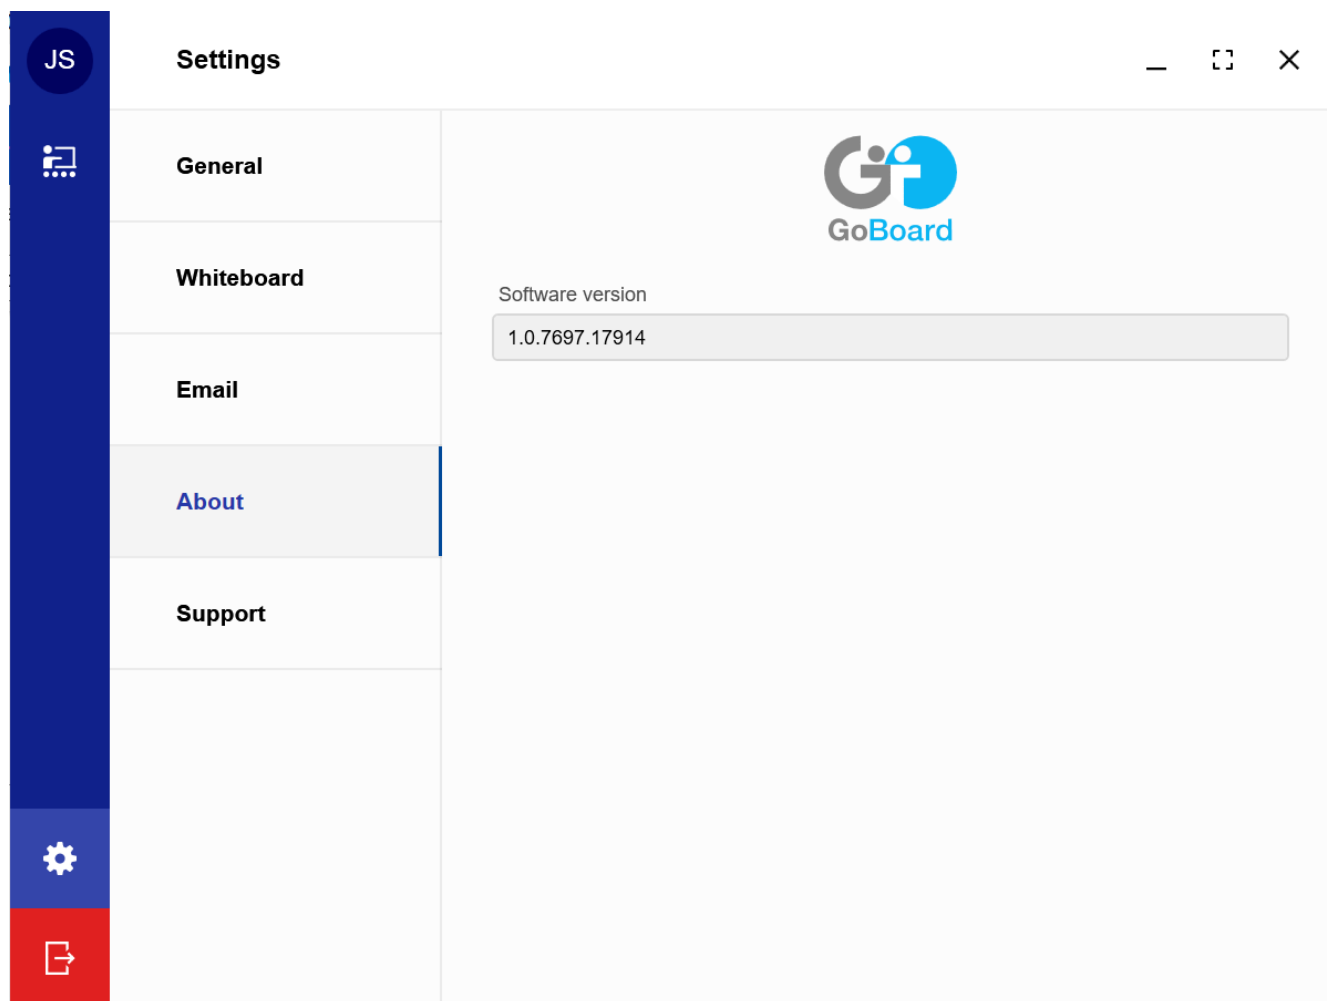 JS
Settings
General
Whiteboard
Email
About
Support
GoBoard
Software version
1.0.7697.17914